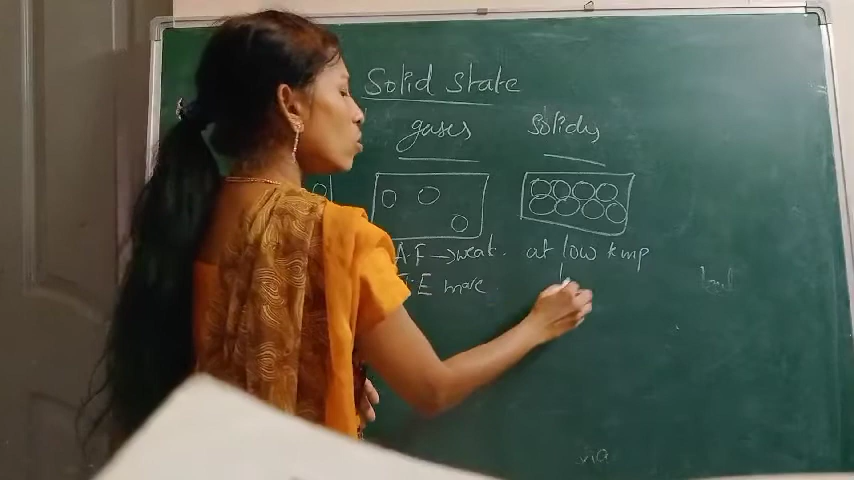 Solid state
gases solids
A.F → weak. at low temp
T.E more